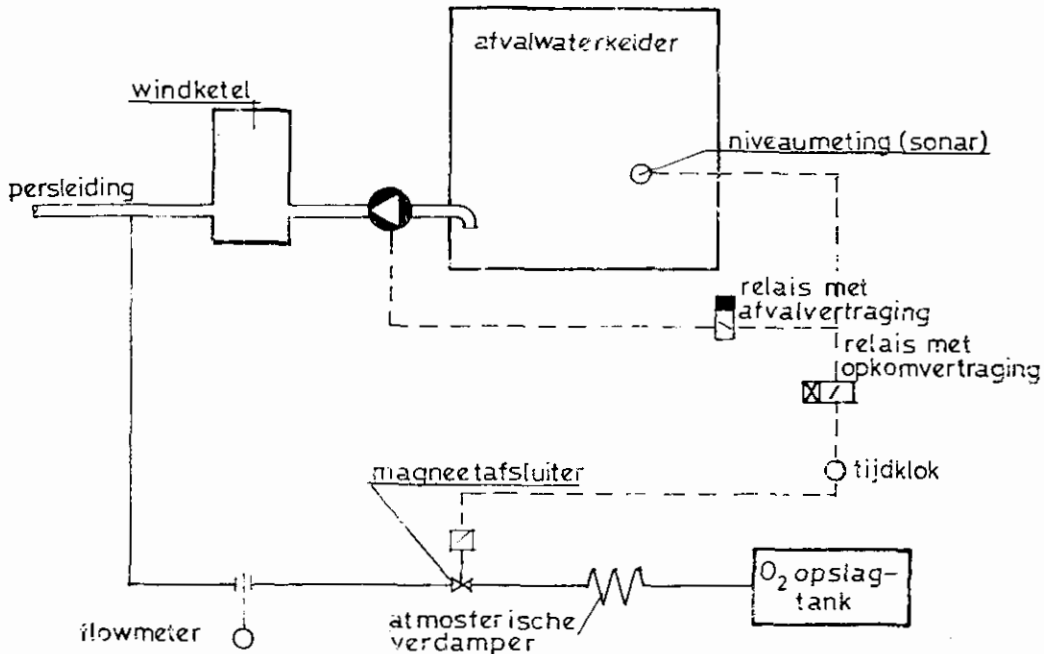 afvalwaterkelder
windketel
niveaumeting (sonar)
persleiding
relais met
afvalvertraging
relais met
opkomvertraging
tijdklok
magneetafsluiter
O₂ opslag-
tank
atmosferische
verdamper
flowmeter